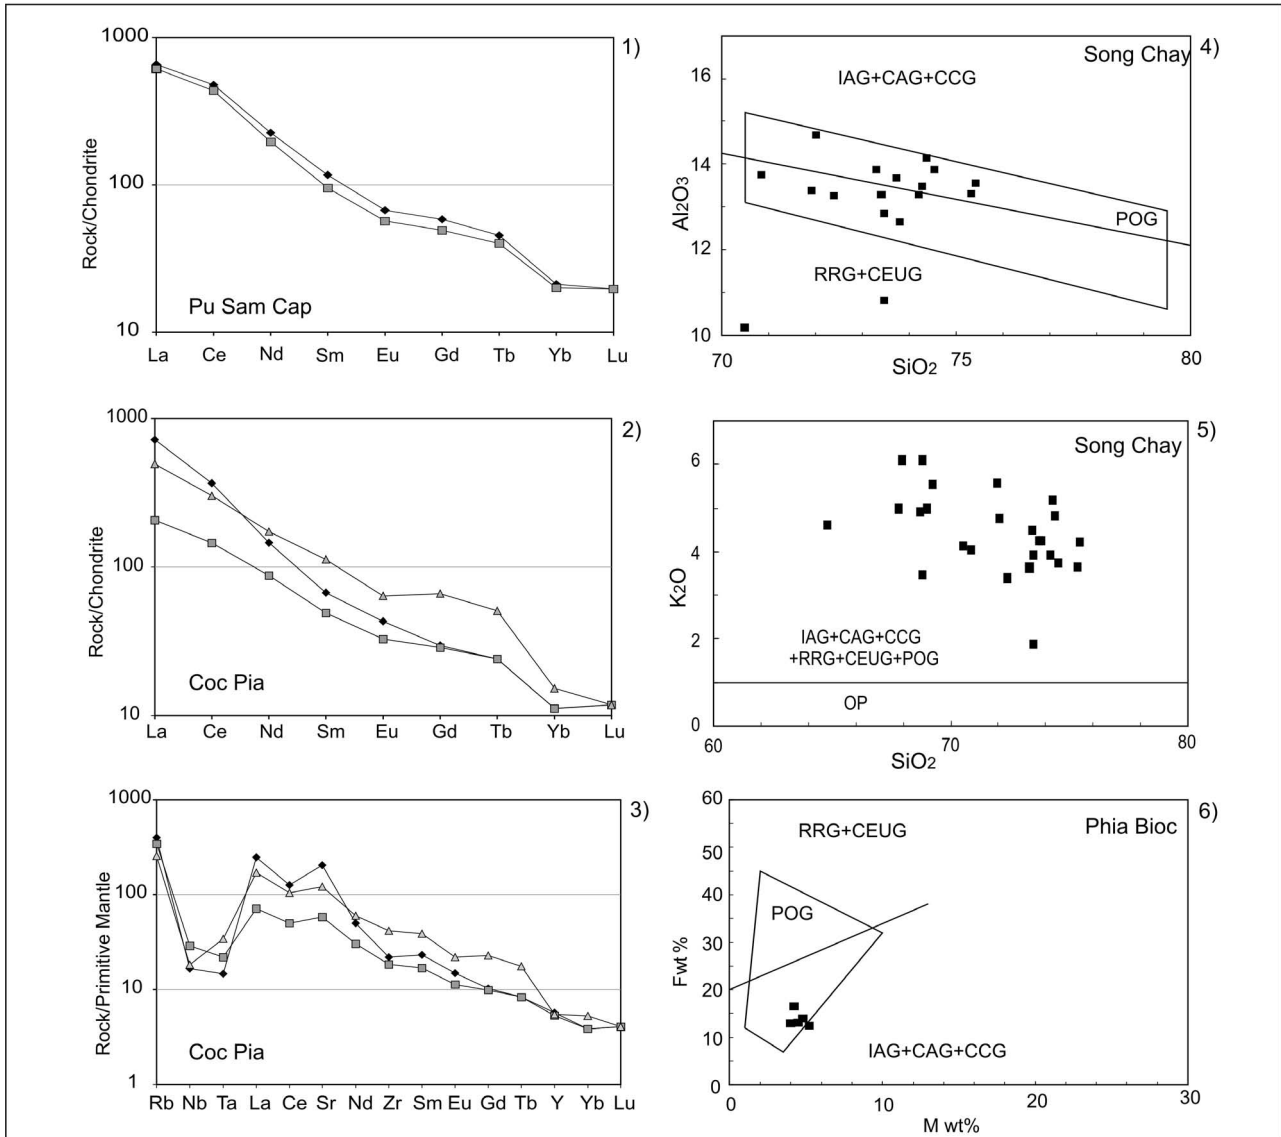 1)
1000
100
10
Rock/Chondrite
Pu Sam Cap
La Ce Nd Sm Eu Gd Tb Yb Lu
4)
Song Chay
16
14
12
10
Al2O3
IAG+CAG+CCG
POG
RRG+CEUG
70 75 80
SiO2
2)
1000
100
10
Rock/Chondrite
Coc Pia
La Ce Nd Sm Eu Gd Tb Yb Lu
5)
Song Chay
6
4
2
0
K2O
IAG+CAG+CCG
+RRG+CEUG+POG
OP
60 70 80
SiO2
3)
1000
100
10
1
Rock/Primitive Mantle
Coc Pia
Rb Nb Ta La Ce Sr Nd Zr Sm Eu Gd Tb Y Yb Lu
6)
Phia Bioc
60
50
40
30
20
10
0
Fwt %
RRG+CEUG
POG
IAG+CAG+CCG
0 10 20 30
M wt%